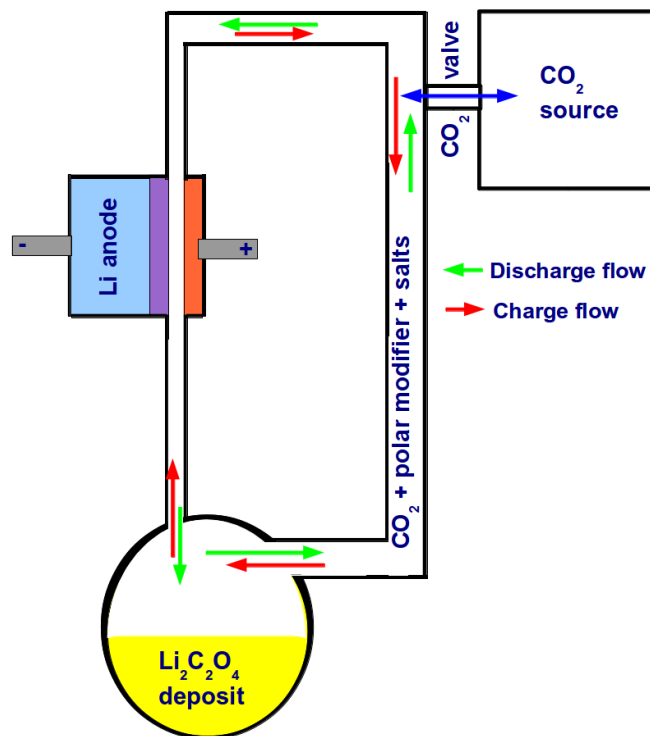 CO₂ valve
CO₂
source
-
Li anode
+
Discharge flow
Charge flow
CO₂ + polar modifier + salts
Li₂C₂O₄
deposit